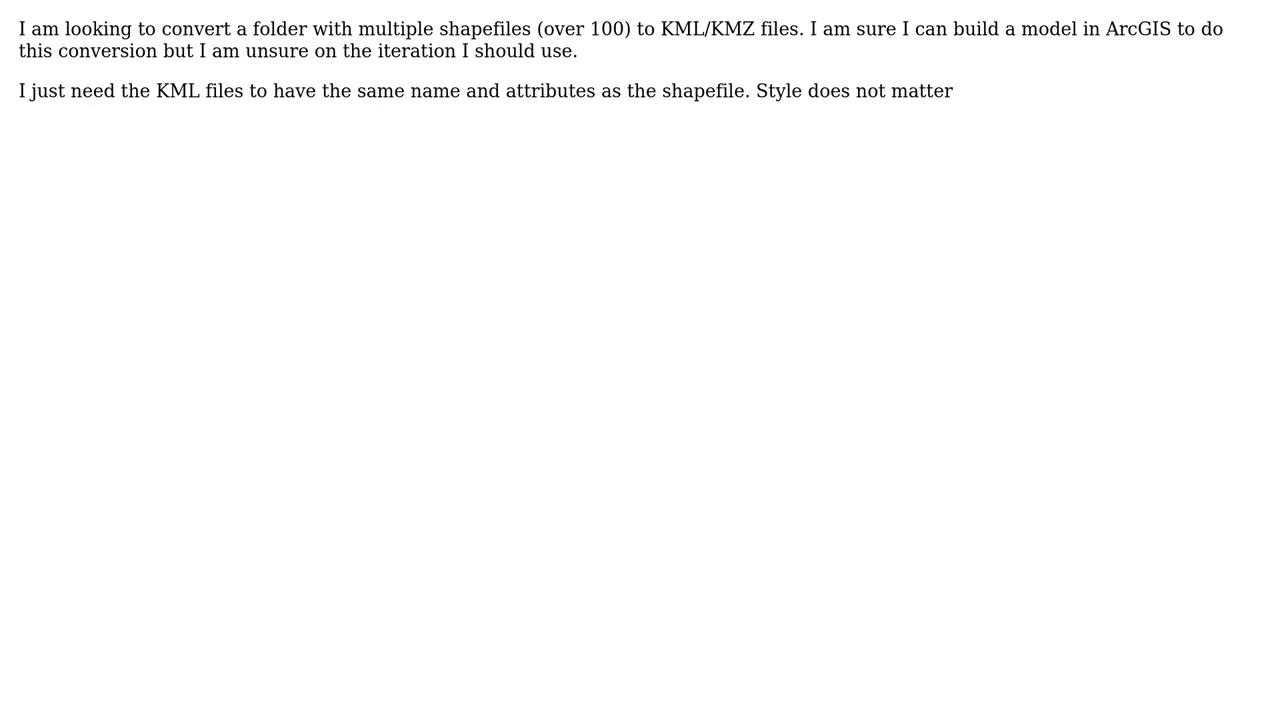 I am looking to convert a folder with multiple shapefiles (over 100) to KML/KMZ files. I am sure I can build a model in ArcGIS to do
this conversion but I am unsure on the iteration I should use.
I just need the KML files to have the same name and attributes as the shapefile. Style does not matter